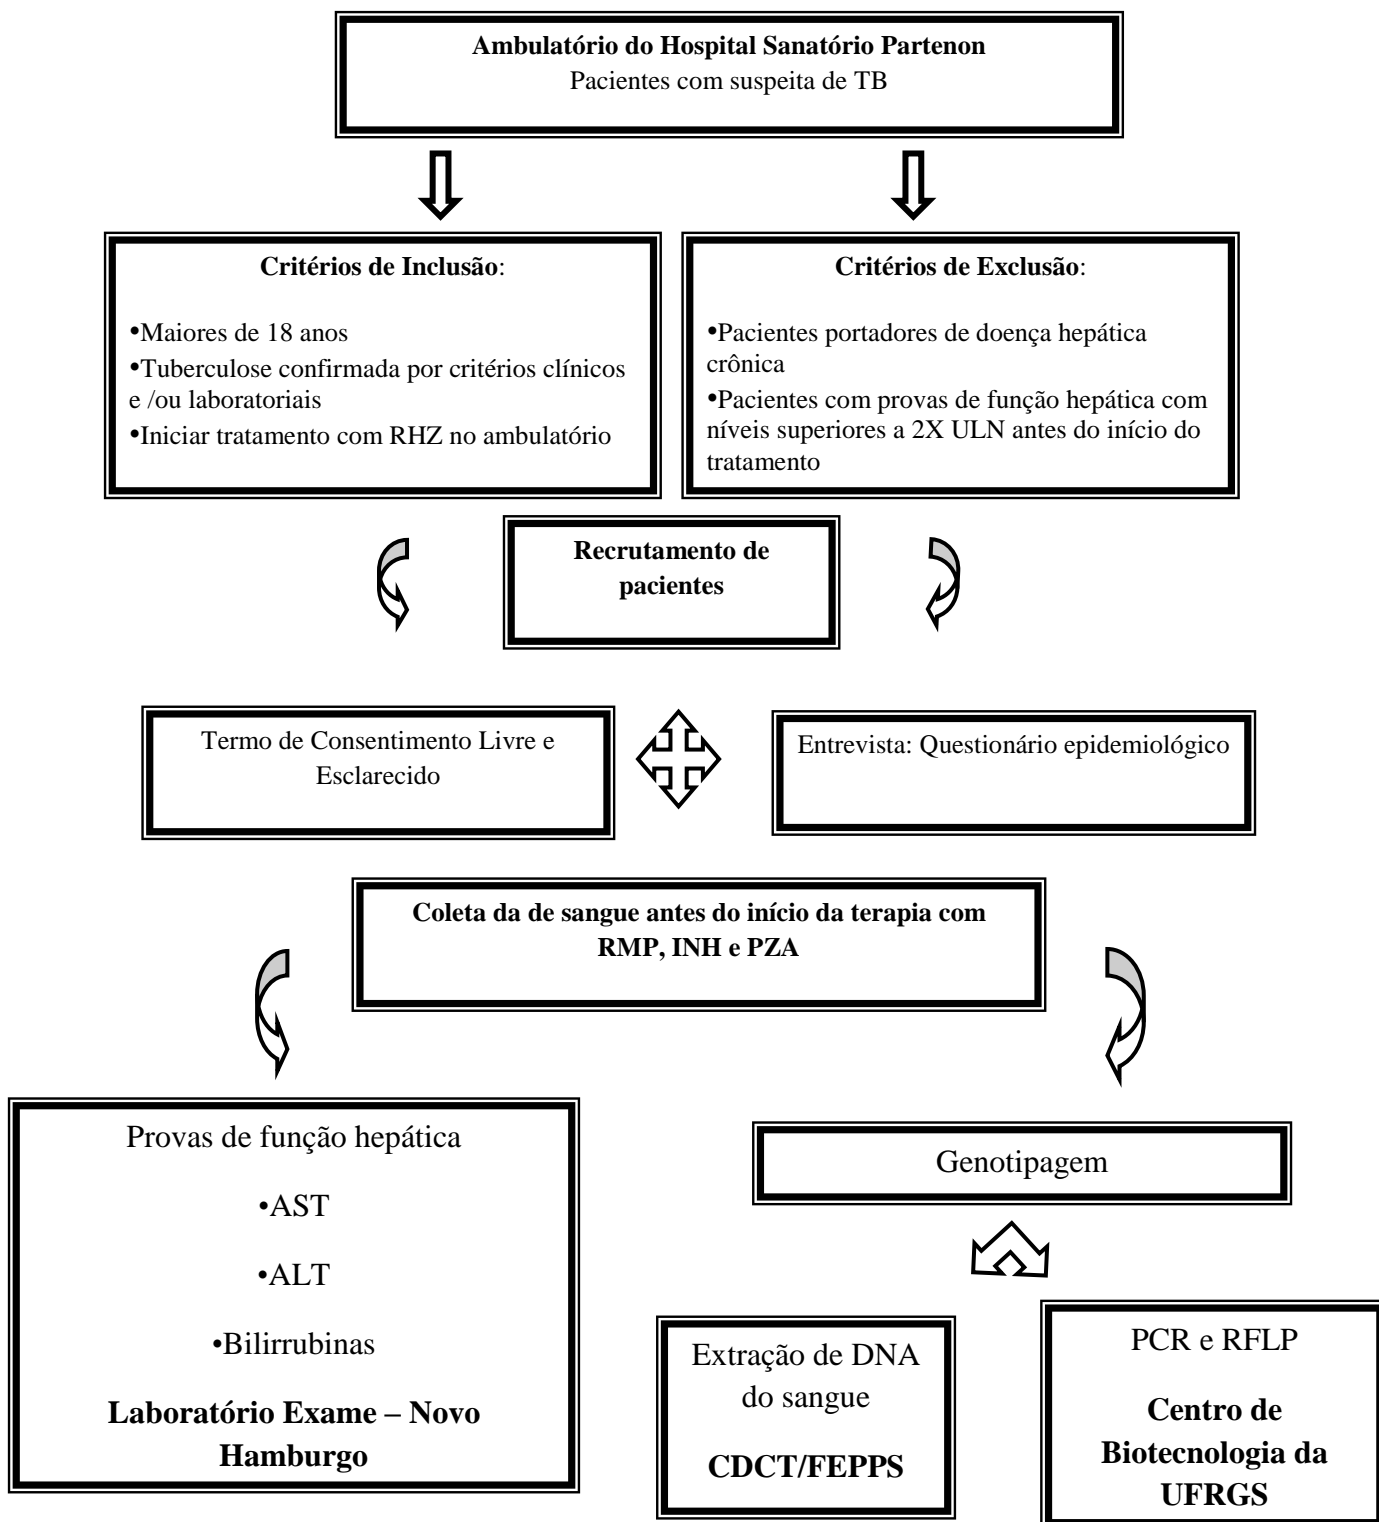 Ambulatório do Hospital Sanatório Partenon
Pacientes com suspeita de TB
Critérios de Inclusão:
•Maiores de 18 anos
•Tuberculose confirmada por critérios clínicos
e /ou laboratoriais
•Iniciar tratamento com RHZ no ambulatório
Critérios de Exclusão:
•Pacientes portadores de doença hepática
crônica
•Pacientes com provas de função hepática com
níveis superiores a 2X ULN antes do início do
tratamento
Recrutamento de
pacientes
Termo de Consentimento Livre e
Esclarecido
Entrevista: Questionário epidemiológico
Coleta da de sangue antes do início da terapia com
RMP, INH e PZA
Provas de função hepática
•AST
•ALT
•Bilirrubinas
Laboratório Exame – Novo
Hamburgo
Genotipagem
Extração de DNA
do sangue
CDCT/FEPPS
PCR e RFLP
Centro de
Biotecnologia da
UFRGS